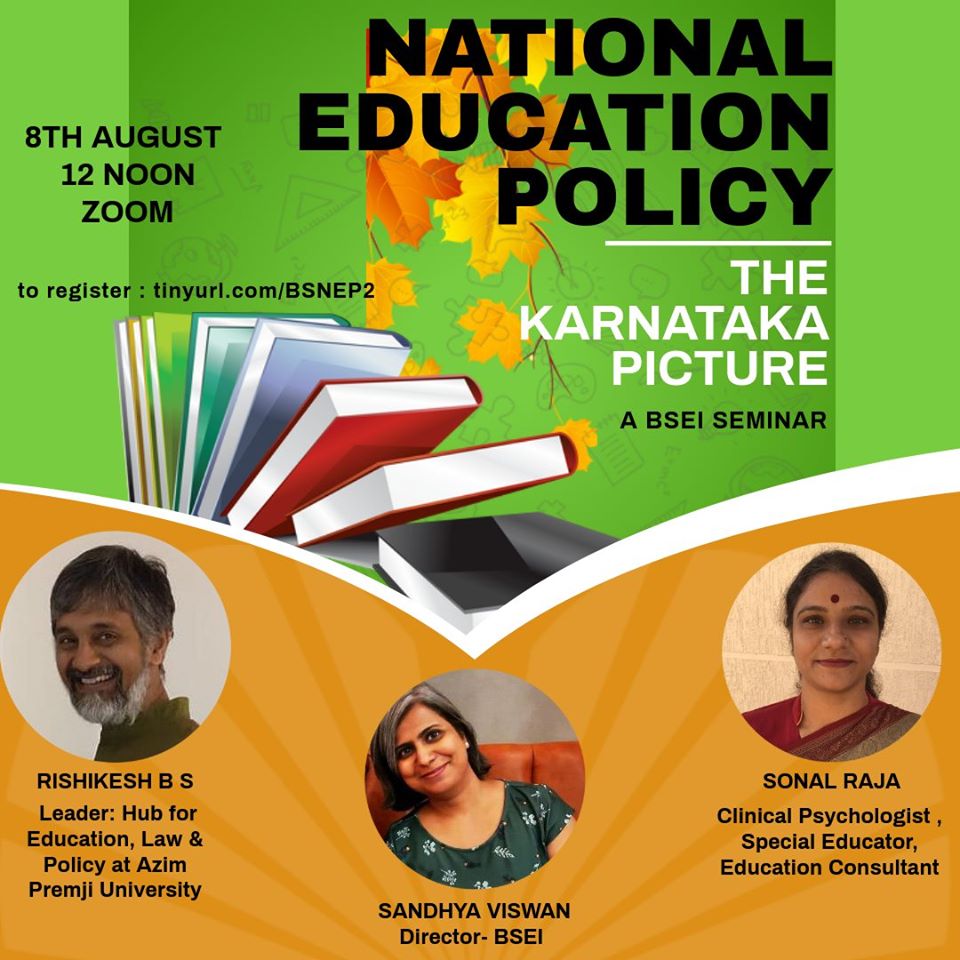 NATIONAL
EDUCATION
POLICY
8TH AUGUST
12 NOON
ZOOM
to register : tinyurl.com/BSNEP2
THE
KARNATAKA
PICTURE
A BSEI SEMINAR
RISHIKESH B S
Leader: Hub for
Education, Law &
Policy at Azim
Premji University
SANDHYA VISWAN
Director- BSEI
SONAL RAJA
Clinical Psychologist ,
Special Educator,
Education Consultant